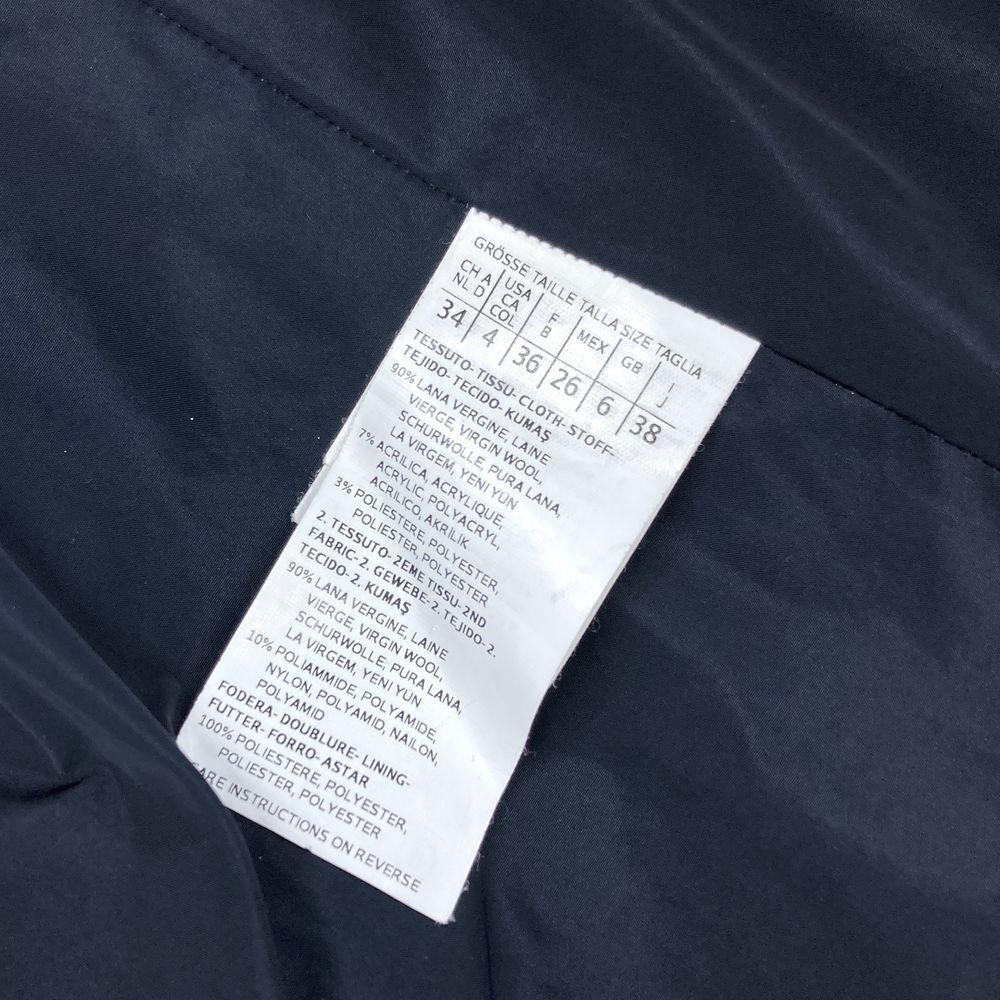 GRÖSSE TAILLE TALLA SIZE TAGLIA
CH A NL D | USA CA COL | F B | MEX | GB | I J
34 | 4 | 36 | 26 | 6 | 38
TESSUTO- TISSU- CLOTH- STOFF-
TEJIDO- TECIDO- KUMAŞ
90% LANA VERGINE, LAINE
VIERGE, VIRGIN WOOL,
SCHURWOLLE, PURA LANA,
LA VIRGEM, YENI YÜN
7% ACRILICA, ACRYLIQUE,
ACRYLIC, POLYACRYL,
ACRILICO, AKRILIK
3% POLIESTERE, POLYESTER,
POLIESTER, POLYESTER
2. TESSUTO- 2EME TISSU- 2ND
FABRIC- 2. GEWEBE- 2. TEJIDO- 2.
TECIDO- 2. KUMAŞ
90% LANA VERGINE, LAINE
VIERGE, VIRGIN WOOL,
SCHURWOLLE, PURA LANA,
LA VIRGEM, YENI YÜN
10% POLIAMMIDE, POLYAMIDE,
NYLON, POLYAMID, NAILON,
POLYAMID
FODERA- DOUBLURE- LINING-
FUTTER- FORRO- ASTAR
100% POLIESTERE, POLYESTER,
POLIESTER, POLYESTER
CARE INSTRUCTIONS ON REVERSE